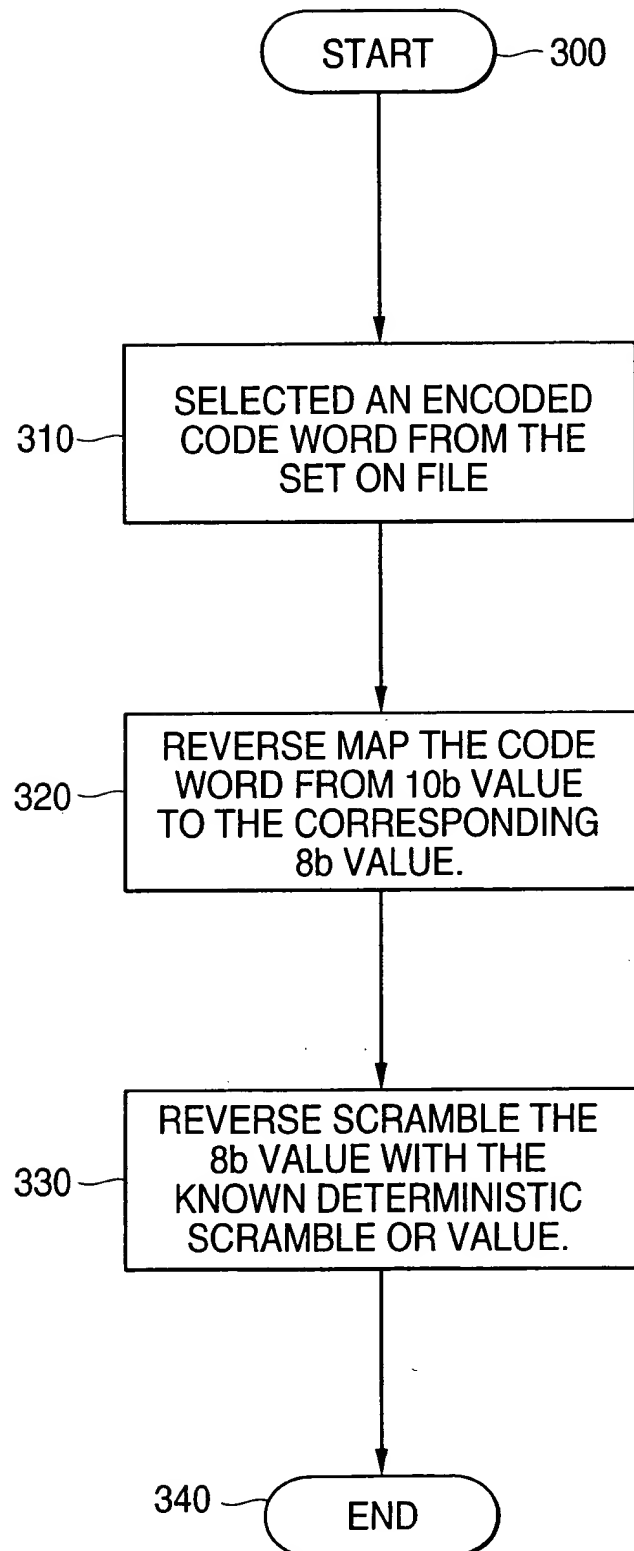 START
300
310
SELECTED AN ENCODED
CODE WORD FROM THE
SET ON FILE
320
REVERSE MAP THE CODE
WORD FROM 10b VALUE
TO THE CORRESPONDING
8b VALUE.
330
REVERSE SCRAMBLE THE
8b VALUE WITH THE
KNOWN DETERMINISTIC
SCRAMBLE OR VALUE.
340
END